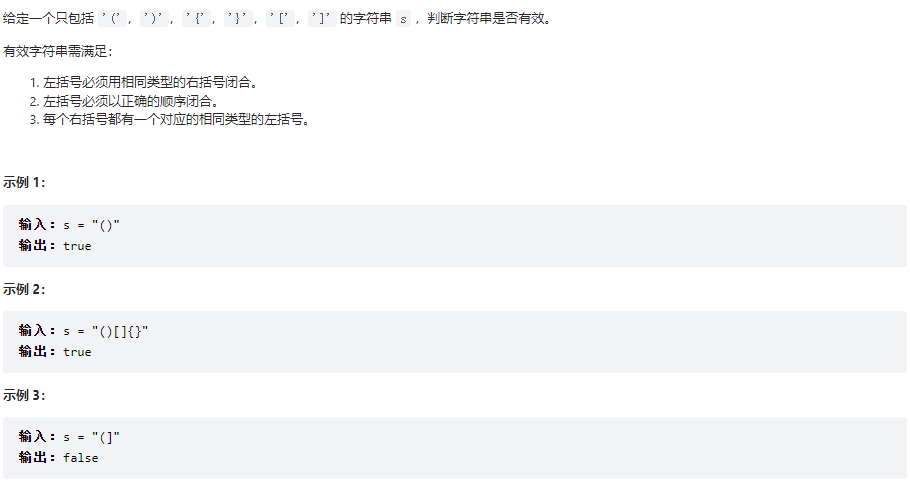 给定一个只包括 '(', ')', '{', '}', '[', ']' 的字符串 s ，判断字符串是否有效。
有效字符串需满足：
1. 左括号必须用相同类型的右括号闭合。
2. 左括号必须以正确的顺序闭合。
3. 每个右括号都有一个对应的相同类型的左括号。
示例 1：
输入：s = "()"
输出：true
示例 2：
输入：s = "()[]{}"
输出：true
示例 3：
输入：s = "(]"
输出：false